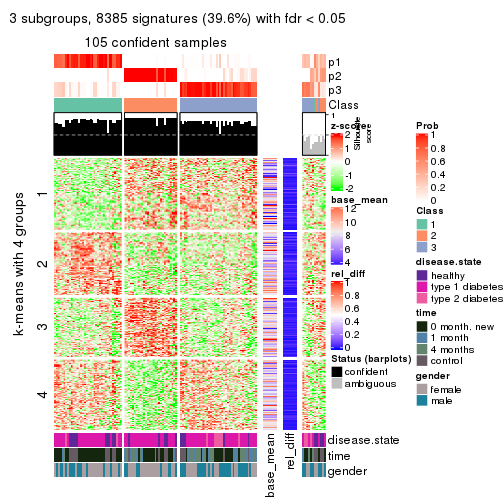 3 subgroups, 8385 signatures (39.6%) with fdr < 0.05
105 confident samples
p1
p2
p3
Class
1
Silhouette
score
k-means with 4 groups
1
2
3
4
z-score
2
1
0
-1
-2
base_mean
12
10
8
6
4
rel_diff
1
0.8
0.6
0.4
0.2
0
Status (barplots)
confident
ambiguous
Prob
1
0.8
0.6
0.4
0.2
0
Class
1
2
3
disease.state
healthy
type 1 diabetes
type 2 diabetes
time
0 month. new
1 month
4 months
control
gender
female
male
disease.state
time
gender
base_mean
rel_diff